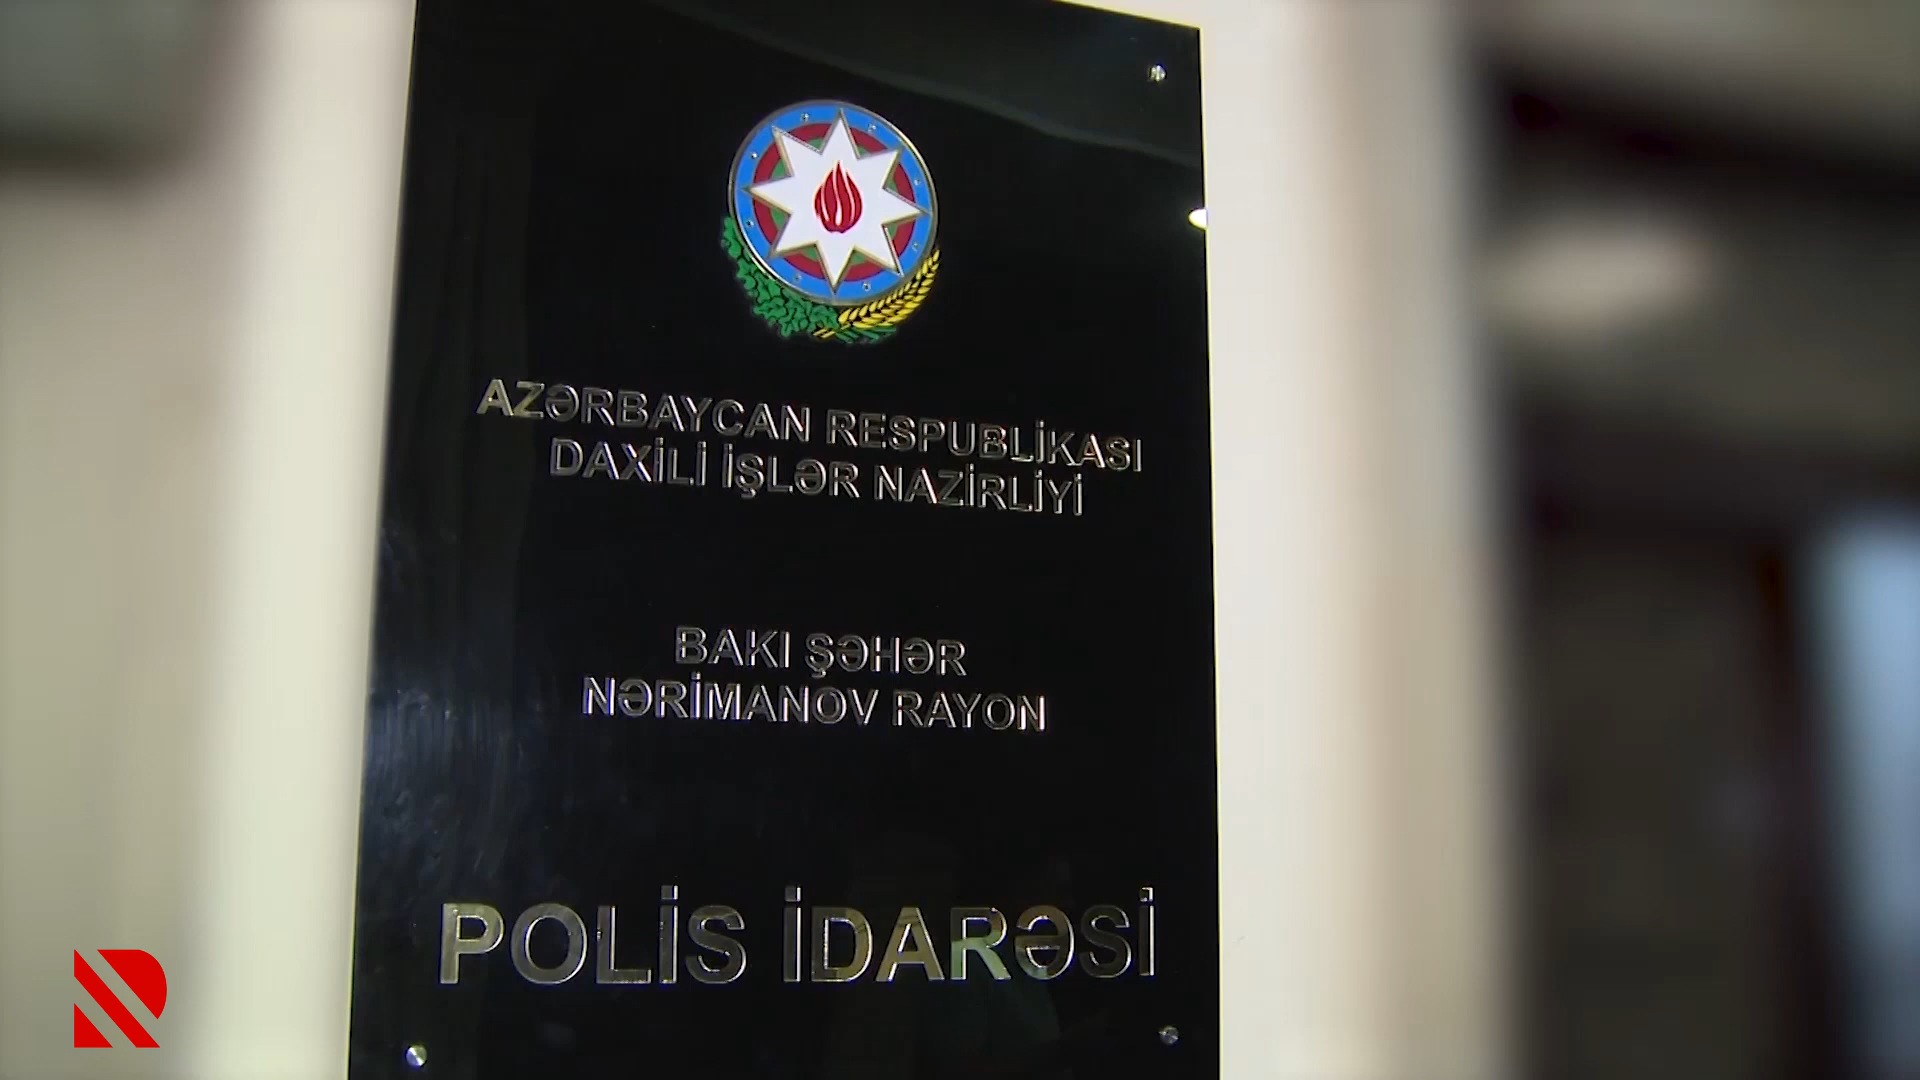 AZƏRBAYCAN RESPUBLİKASI
DAXİLİ İŞLƏR NAZİRLİYİ
BAKI ŞƏHƏR
NƏRİMANOV RAYON
POLİS İDARƏSİ